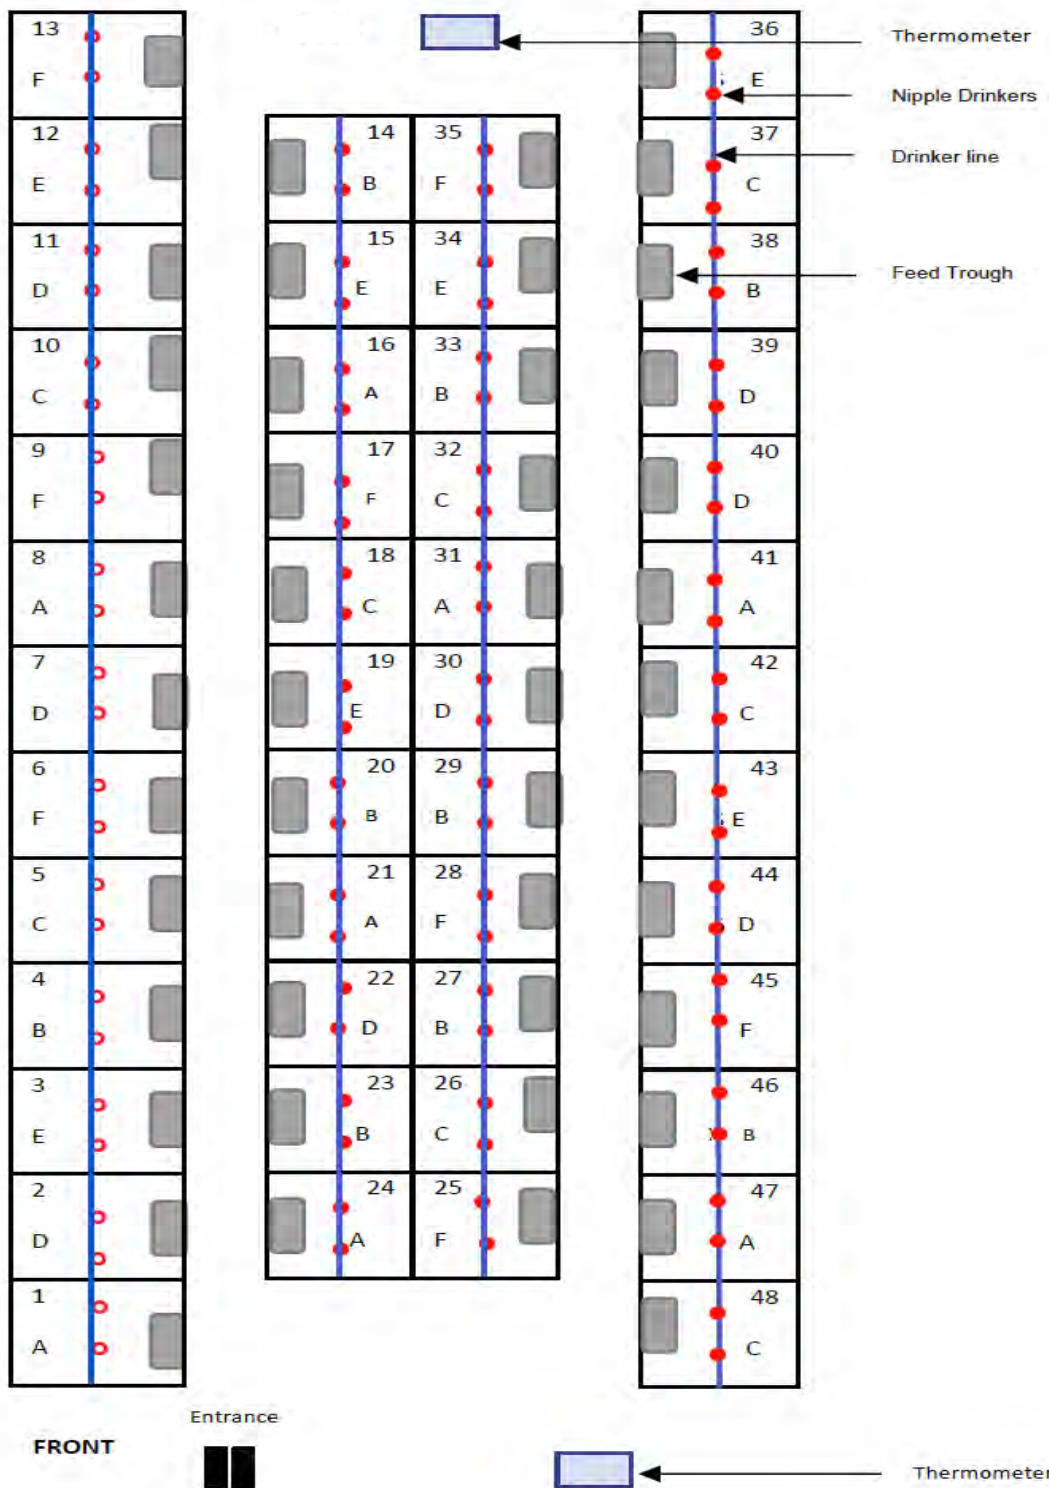 13
F
12
E
11
D
10
C
9
F
8
A
7
D
6
F
5
C
4
B
3
E
2
D
1
A
14
B
15
E
16
A
17
F
18
C
19
E
20
B
21
A
22
D
23
B
24
A
35
F
34
E
33
B
32
C
31
A
30
D
29
B
28
F
27
B
26
C
25
F
36
E
37
C
38
B
39
D
40
D
41
A
42
C
43
E
44
D
45
F
46
B
47
A
48
C
Thermometer
Nipple Drinkers
Drinker line
Feed Trough
Entrance
FRONT
Thermometer